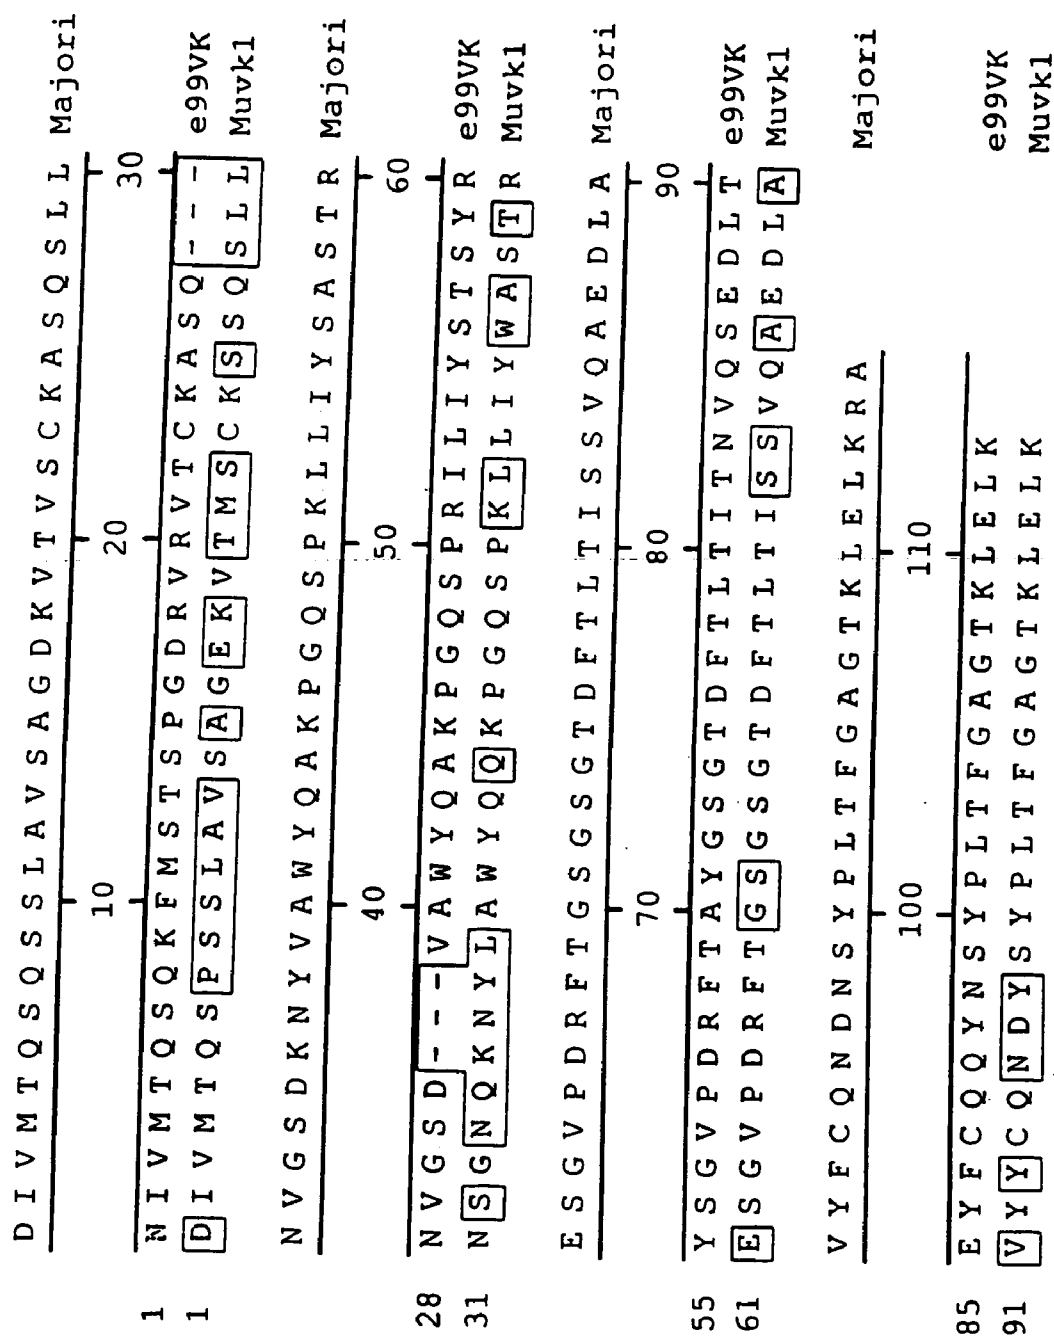 D I V M T Q S Q S S L A V S A G D K V T V S C K A S Q S L L Majori
10 20 30
1 N I V M T Q S Q K F M S T S P G D R V R V T C K A S Q - - - e99VK
1 D I V M T Q S P S S L A V S A G E K V T M S C K S S Q S L L Muvk1
N V G S D K N Y V A W Y Q A K P G Q S P K L L I Y S A S T R Majori
40 50 60
28 N V G S D - - - V A W Y Q A K P G Q S P R I L I Y S T S Y R e99VK
31 N S G N Q K N Y L A W Y Q Q K P G Q S P K L L I Y W A S T R Muvk1
E S G V P D R F T G S G S G T D F T L T I S S V Q A E D L A Majori
70 80 90
55 Y S G V P D R F T A Y G S G T D F T L T I T N V Q S E D L T e99VK
61 E S G V P D R F T G S G S G T D F T L T I S S V Q A E D L A Muvk1
V Y F C Q N D N S Y P L T F G A G T K L E L K R A Majori
100 110
85 E Y F C Q Q Y N S Y P L T F G A G T K L E L K e99VK
91 V Y Y C Q N D Y S Y P L T F G A G T K L E L K Muvk1